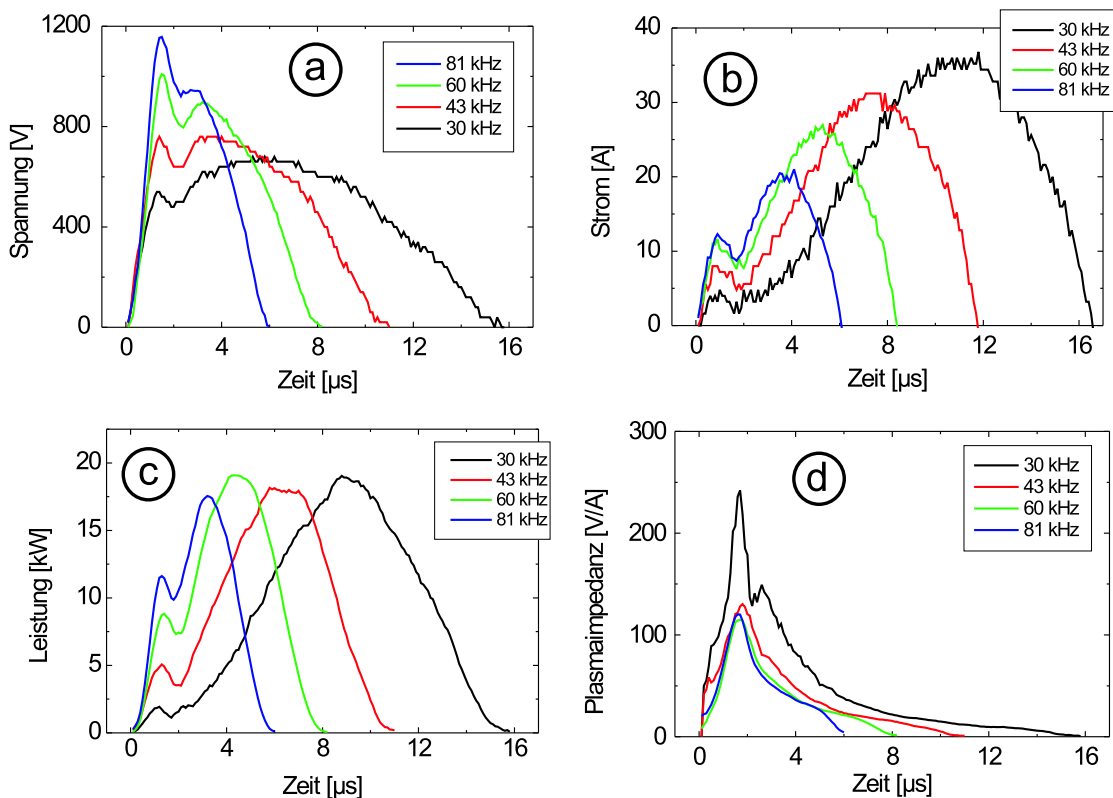 a
Spannung [V]
1200
800
400
0
81 kHz
60 kHz
43 kHz
30 kHz
0 4 8 12 16
Zeit [µs]
b
Strom [A]
40
30
20
10
0
30 kHz
43 kHz
60 kHz
81 kHz
0 4 8 12 16
Zeit [µs]
c
Leistung [kW]
20
15
10
5
0
30 kHz
43 kHz
60 kHz
81 kHz
0 4 8 12 16
Zeit [µs]
d
Plasmaimpedanz [V/A]
300
200
100
0
30 kHz
43 kHz
60 kHz
81 kHz
0 4 8 12 16
Zeit [µs]